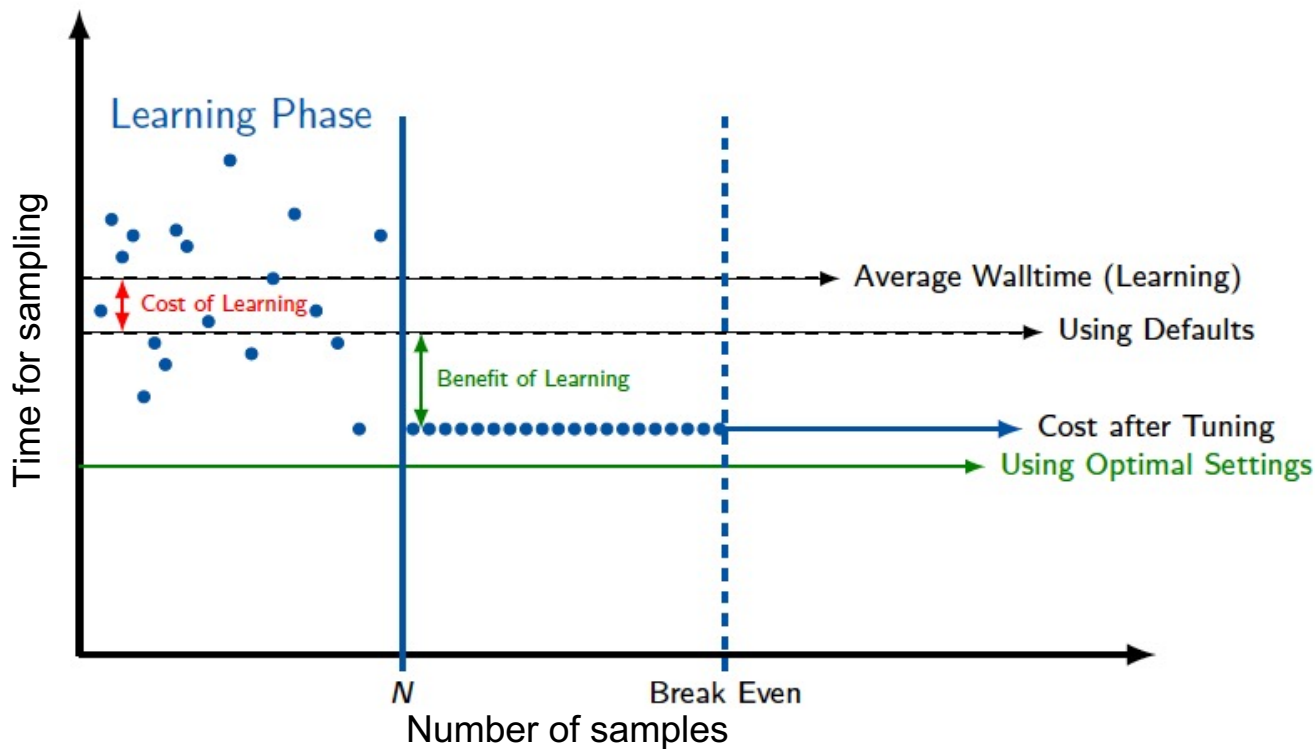 Learning Phase
Time for sampling
Average Walltime (Learning)
Cost of Learning
Using Defaults
Benefit of Learning
Cost after Tuning
Using Optimal Settings
N
Break Even
Number of samples